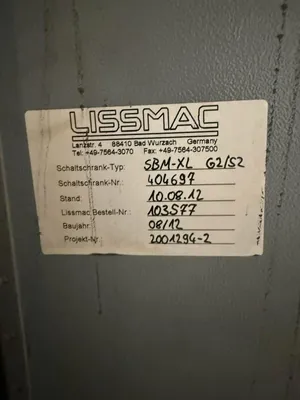 LISSMAC
Lanzstr. 4 88410 Bad Wurzach Germany
Tel: +49-7564-3070 Fax: +49-7564-307500
Schaltschrank-Typ: SBM-XL G2/S2
Schaltschrank-Nr.: 404697
Stand: 10.08.12
Lissmac Bestell-Nr.: 103577
Baujahr: 08/12
Projekt-Nr 2001294-2